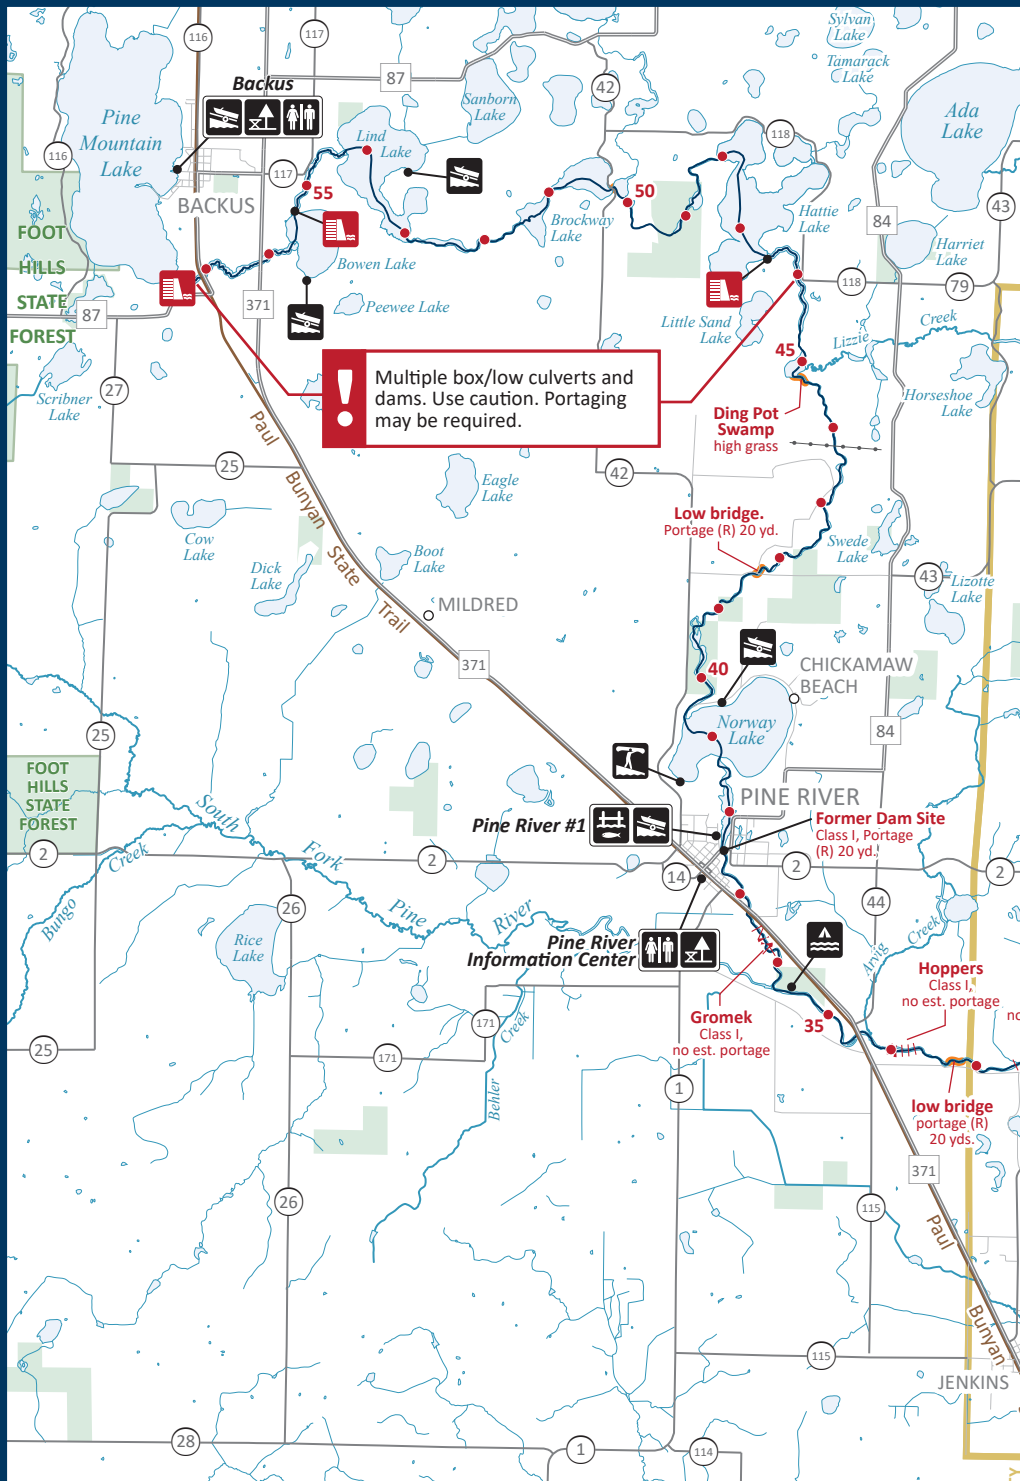 116
117
87
42
Sylvan
Lake
Tamarack
Lake
Backus
Sanborn
Lake
Ada
Lake
Pine
Mountain
Lake
Lind
Lake
118
116
117
55
50
43
BACKUS
Brockway
Lake
Hattie
Lake
84
FOOT
HILLS
STATE
FOREST
Bowen Lake
Harriet
Lake
118
79
87
371
Peewee Lake
Little Sand
Lake
Creek
Lizzie
45
Multiple box/low culverts and
dams. Use caution. Portaging
may be required.
27
Scribner
Lake
Horseshoe
Lake
Ding Pot
Swamp
high grass
Paul
Bunyan
State
Trail
25
42
Eagle
Lake
Cow
Lake
Low bridge.
Portage (R) 20 yd.
Swede
Lake
Boot
Lake
Dick
Lake
43
Lizotte
Lake
MILDRED
371
40
CHICKAMAW
BEACH
Norway
Lake
84
25
FOOT
HILLS
STATE
FOREST
PINE RIVER
South
Fork
Pine
River
Pine River #1
Former Dam Site
Class I, Portage
(R) 20 yd.
2
Creek
Bungo
2
14
2
2
26
44
Rice
Lake
Creek
Arvig
Pine River
Information Center
Hoppers
Class I,
no est. portage
no
Gromek
Class I,
no est. portage
35
171
Creek
Behler
25
171
1
low bridge
portage (R)
20 yds.
371
26
115
Paul
Bunyan
115
JENKINS
28
1
114